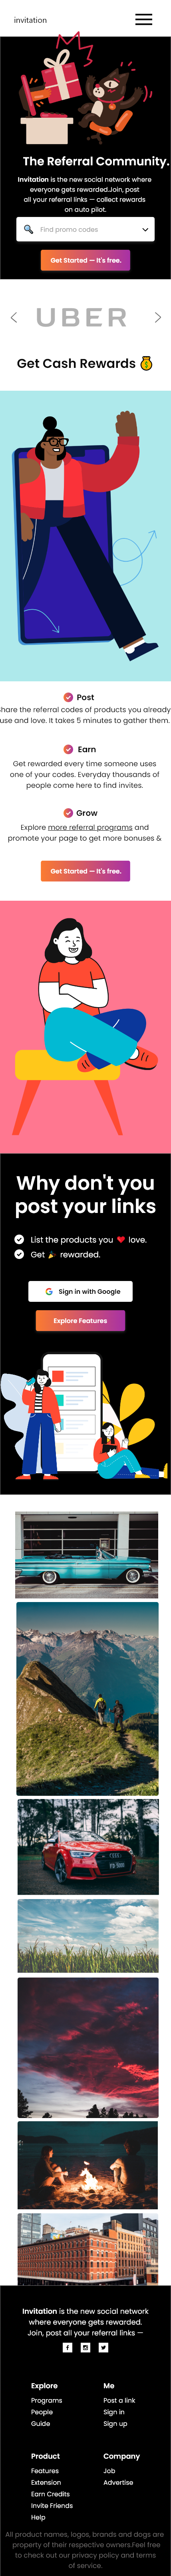 invitation
The Referral Community.
Invitation is the new social network where
everyone gets rewarded.Join, post
all your referral links — collect rewards
on auto pilot.
Find promo codes
Get Started — It's free.
UBER
Get Cash Rewards
Post
hare the referral codes of products you already
use and love. It takes 5 minutes to gather them.
Earn
Get rewarded every time someone uses
one of your codes. Everyday thousands of
people come here to find invites.
Grow
Explore more referral programs and
promote your page to get more bonuses &
Get Started — It's free.
Why don't you
post your links
List the products you ❤️ love.
Get 🎉 rewarded.
Sign in with Google
Explore Features
Invitation is the new social network
where everyone gets rewarded.
Join, post all your referral links —
Explore
Me
Programs
Post a link
People
Sign in
Guide
Sign up
Product
Company
Features
Job
Extension
Advertise
Earn Credits
Invite Friends
Help
All product names, logos, brands and dogs are
property of their respective owners.Feel free
to check out our privacy policy and terms
of service.